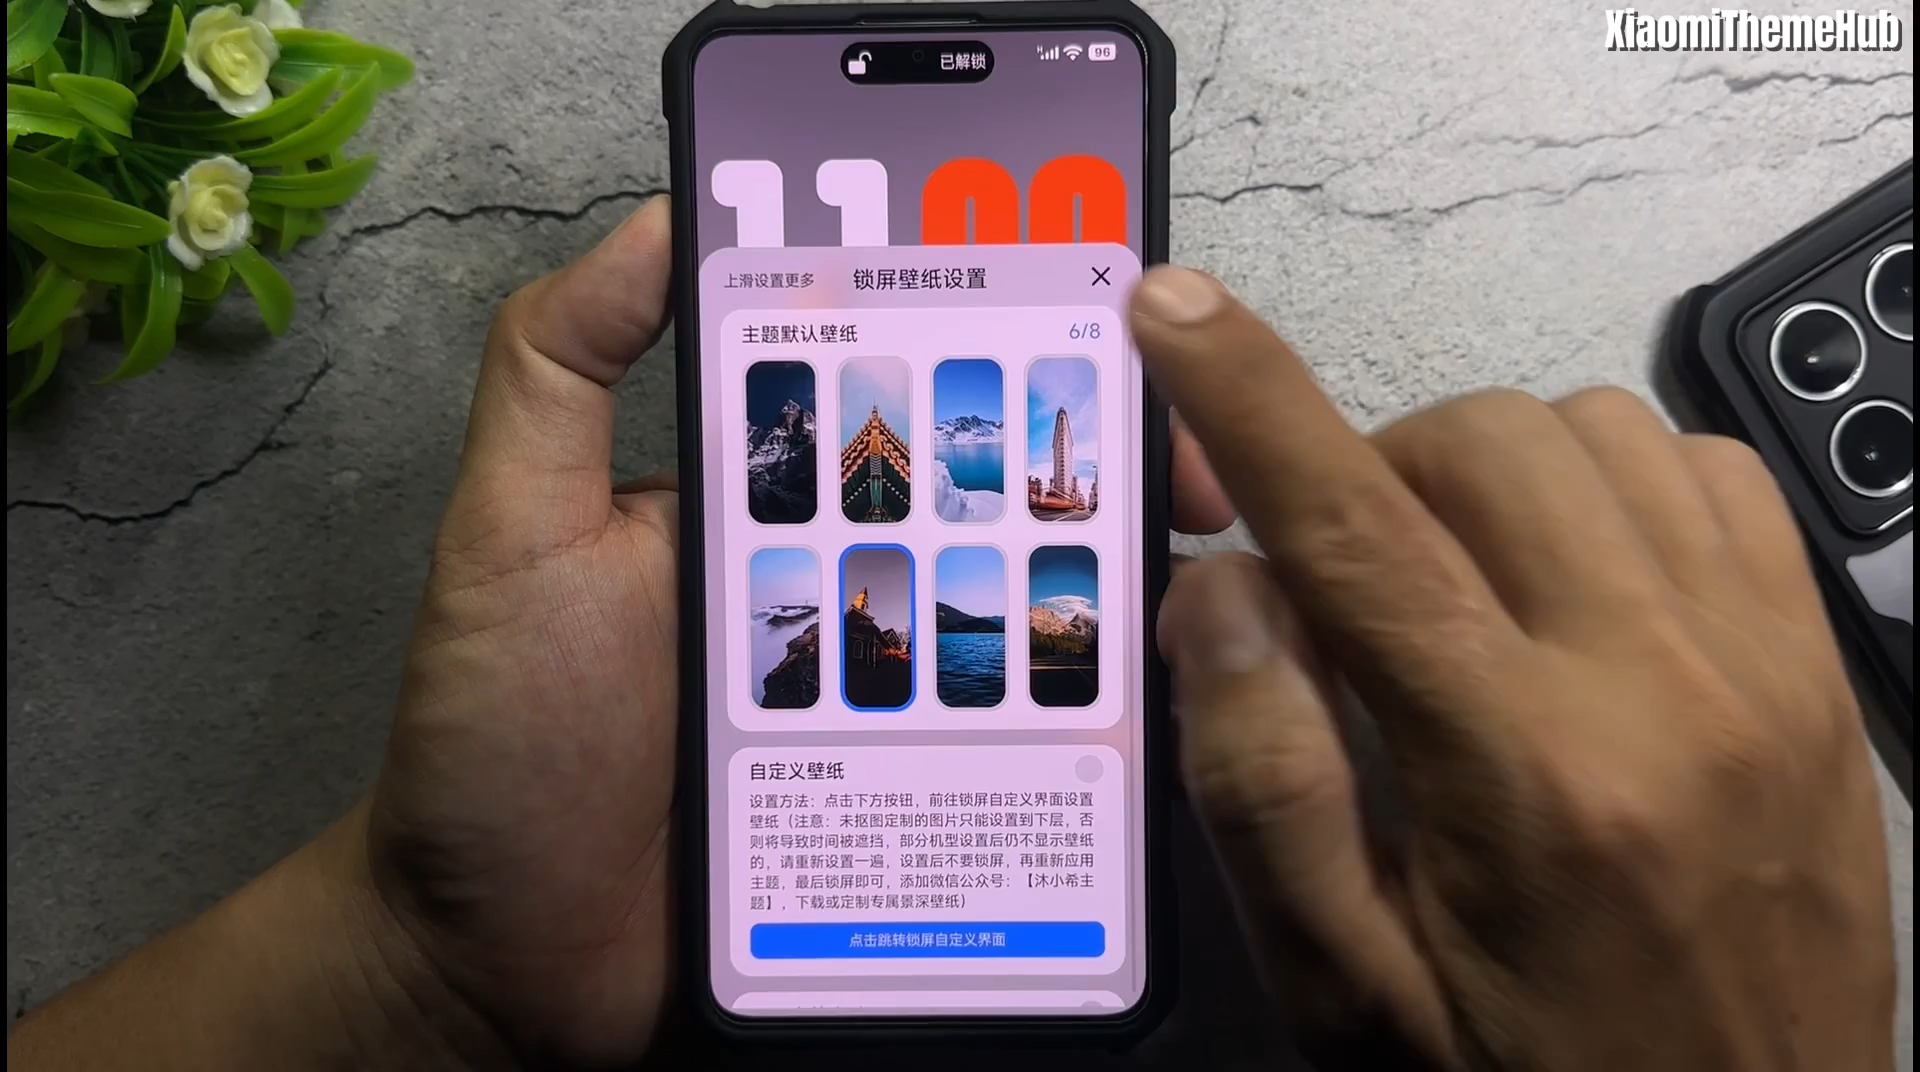 XiaomiThemeHub
已解锁
96
11 00
上滑设置更多
锁屏壁纸设置
主题默认壁纸
6/8
自定义壁纸
设置方法：点击下方按钮，前往锁屏自定义界面设置
壁纸（注意：未抠图定制的图片只能设置到下层，否
则将导致时间被遮挡，部分机型设置后仍不显示壁纸
的，请重新设置一遍，设置后不要锁屏，再重新应用
主题，最后锁屏即可，添加微信公众号：【沐小希主
题】，下载或定制专属景深壁纸）
点击跳转锁屏自定义界面